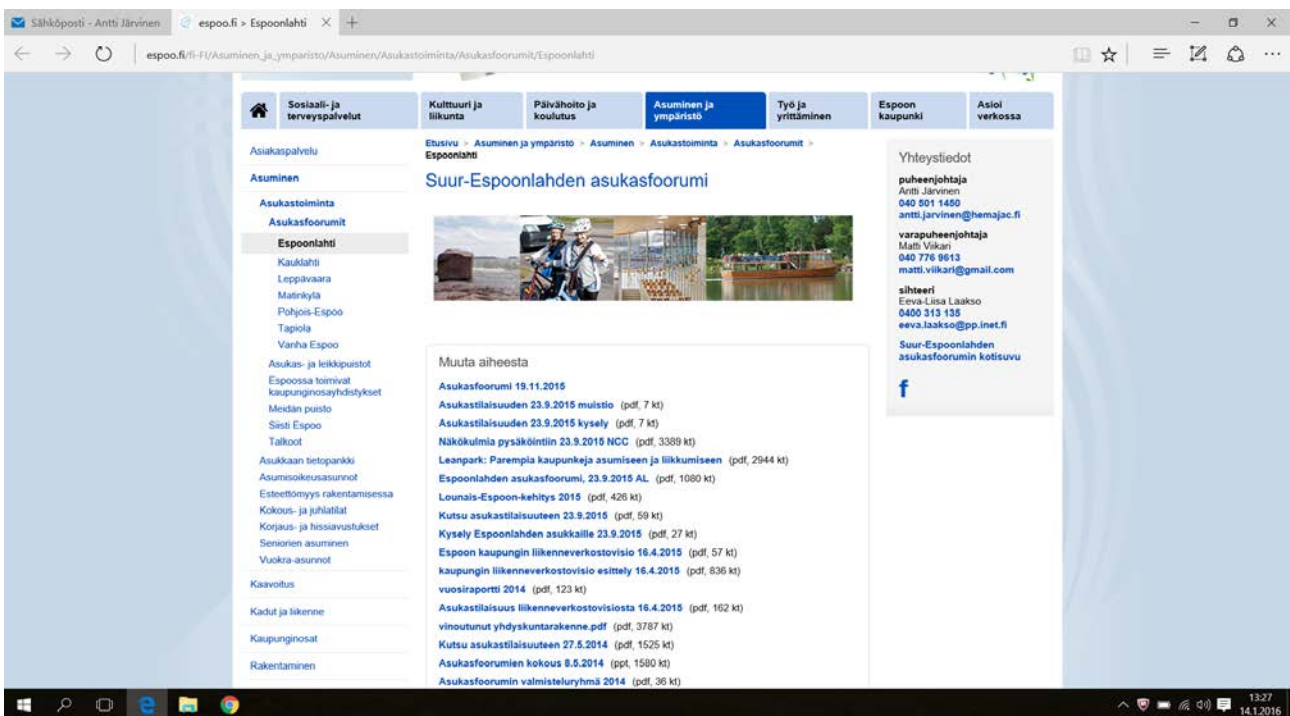 Sähköposti - Antti Järvinen
espoo.fi > Espoonlahti
espoo.fi/fi-FI/Asuminen_ja_ymparisto/Asuminen/Asukastoiminta/Asukasfoorumit/Espoonlahti
Sosiaali- ja
terveyspalvelut
Kulttuuri ja
liikunta
Päivähoito ja
koulutus
Asuminen ja
ympäristö
Työ ja
yrittäminen
Espoon
kaupunki
Asioi
verkossa
Asiakaspalvelu
Asuminen
Asukastoiminta
Asukasfoorumit
Espoonlahti
Kauklahti
Leppävaara
Matinkylä
Pohjois-Espoo
Tapiola
Vanha Espoo
Asukas- ja leikkipuistot
Espoossa toimivat
kaupunginosayhdistykset
Meidän puisto
Siisti Espoo
Talkoot
Asukkaan tietopankki
Asumisoikeusasunnot
Esteettömyys rakentamisessa
Kokous- ja juhlatilat
Korjaus- ja hissiavustukset
Seniorien asuminen
Vuokra-asunnot
Kaavoitus
Kadut ja liikenne
Kaupunginosat
Rakentaminen
Etusivu > Asuminen ja ympäristö > Asuminen > Asukastoiminta > Asukasfoorumit >
Espoonlahti
Suur-Espoonlahden asukasfoorumi
Muuta aiheesta
Asukasfoorumi 19.11.2015
Asukastilaisuuden 23.9.2015 muistio (pdf, 7 kt)
Asukastilaisuuden 23.9.2015 kysely (pdf, 7 kt)
Näkökulmia pysäköintiin 23.9.2015 NCC (pdf, 3389 kt)
Leanpark: Parempia kaupunkeja asumiseen ja liikkumiseen (pdf, 2944 kt)
Espoonlahden asukasfoorumi, 23.9.2015 AL (pdf, 1080 kt)
Lounais-Espoon-kehitys 2015 (pdf, 426 kt)
Kutsu asukastilaisuuteen 23.9.2015 (pdf, 59 kt)
Kysely Espoonlahden asukkaille 23.9.2015 (pdf, 27 kt)
Espoon kaupungin liikenneverkostovisio 16.4.2015 (pdf, 57 kt)
kaupungin liikenneverkostovisio esittely 16.4.2015 (pdf, 836 kt)
vuosiraportti 2014 (pdf, 123 kt)
Asukastilaisuus liikenneverkostovisiosta 16.4.2015 (pdf, 162 kt)
vinoutunut yhdyskuntarakenne.pdf (pdf, 3787 kt)
Kutsu asukastilaisuuteen 27.5.2014 (pdf, 1525 kt)
Asukasfoorumien kokous 8.5.2014 (ppt, 1580 kt)
Asukasfoorumin valmisteluryhmä 2014 (pdf, 36 kt)
Yhteystiedot
puheenjohtaja
Antti Järvinen
040 501 1450
antti.jarvinen@hemajac.fi
varapuheenjohtaja
Matti Viikari
040 776 9613
matti.viikari@gmail.com
sihteeri
Eeva-Liisa Laakso
0400 313 135
eeva.laakso@pp.inet.fi
Suur-Espoonlahden
asukasfoorumin kotisuvu
f
13:27
14.1.2016